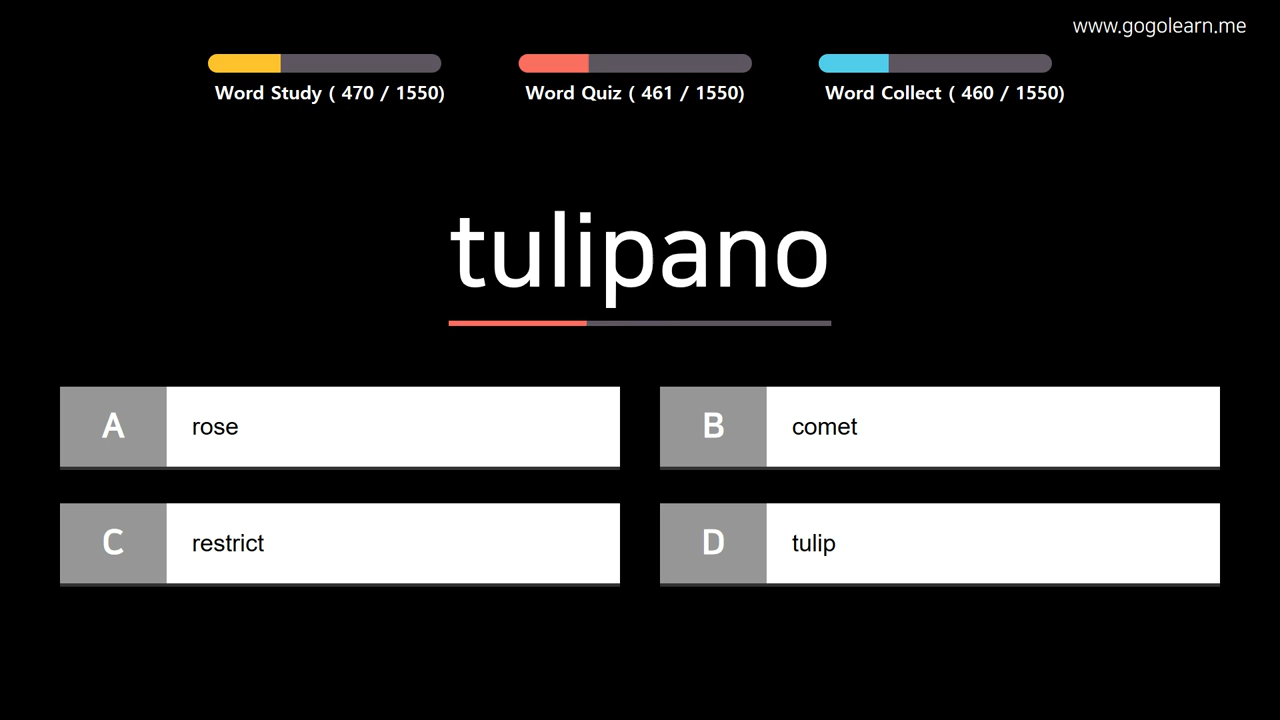 www.gogolearn.me
Word Study ( 470 / 1550)
Word Quiz ( 461 / 1550)
Word Collect ( 460 / 1550)
tulipano
A rose
B comet
C restrict
D tulip